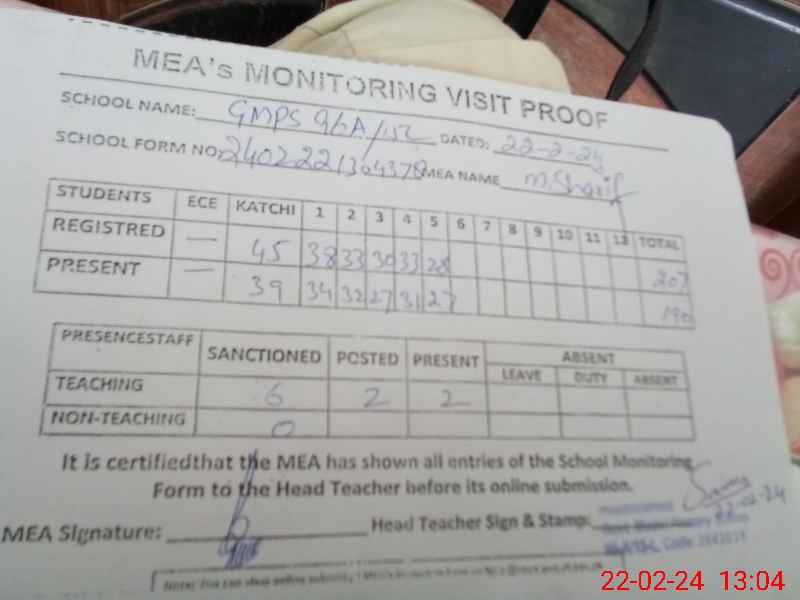 MEA's MONITORING VISIT PROOF
SCHOOL NAME: GMPS 96A/15L DATED: 22-2-24
SCHOOL FORM NO: 2402221304378 MEA NAME M.Sharif
STUDENTS ECE KATCHI 1 2 3 4 5 6 7 8 9 10 11 12 TOTAL
REGISTRED — 45 38 33 30 33 28 207
PRESENT — 39 34 32 27 31 27 190
PRESENCESTAFF SANCTIONED POSTED PRESENT ABSENT
LEAVE DUTY ABSENT
TEACHING 6 2 2
NON-TEACHING 0
It is certifiedthat the MEA has shown all entries of the School Monitoring
Form to the Head Teacher before its online submission.
22-02-24
MEA Signature: Head Teacher Sign & Stamp:
Code
22-02-24 13:04